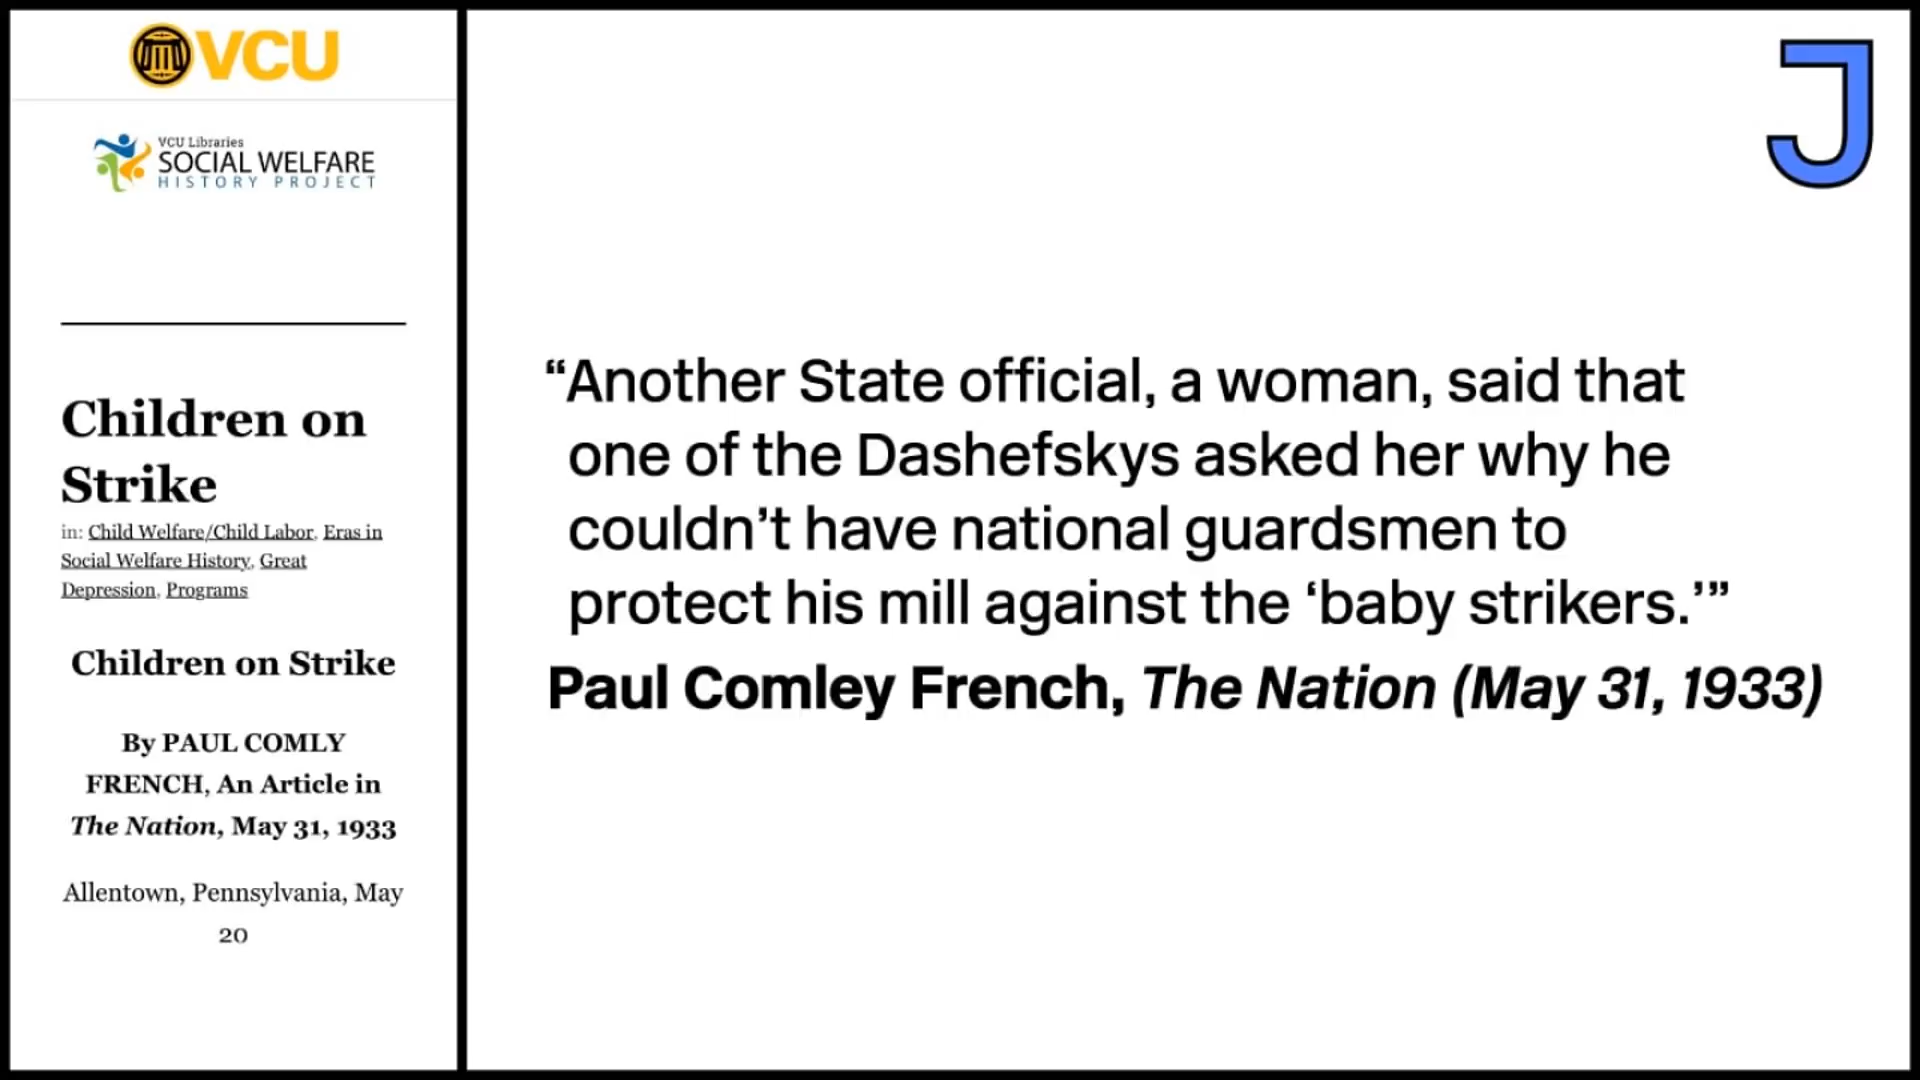 VCU
VCU Libraries
SOCIAL WELFARE
HISTORY PROJECT
Children on
Strike
in: Child Welfare/Child Labor, Eras in
Social Welfare History, Great
Depression, Programs
Children on Strike
By PAUL COMLY
FRENCH, An Article in
The Nation, May 31, 1933
Allentown, Pennsylvania, May
20
J
“Another State official, a woman, said that
one of the Dashefskys asked her why he
couldn’t have national guardsmen to
protect his mill against the ‘baby strikers.’”
Paul Comley French, The Nation (May 31, 1933)